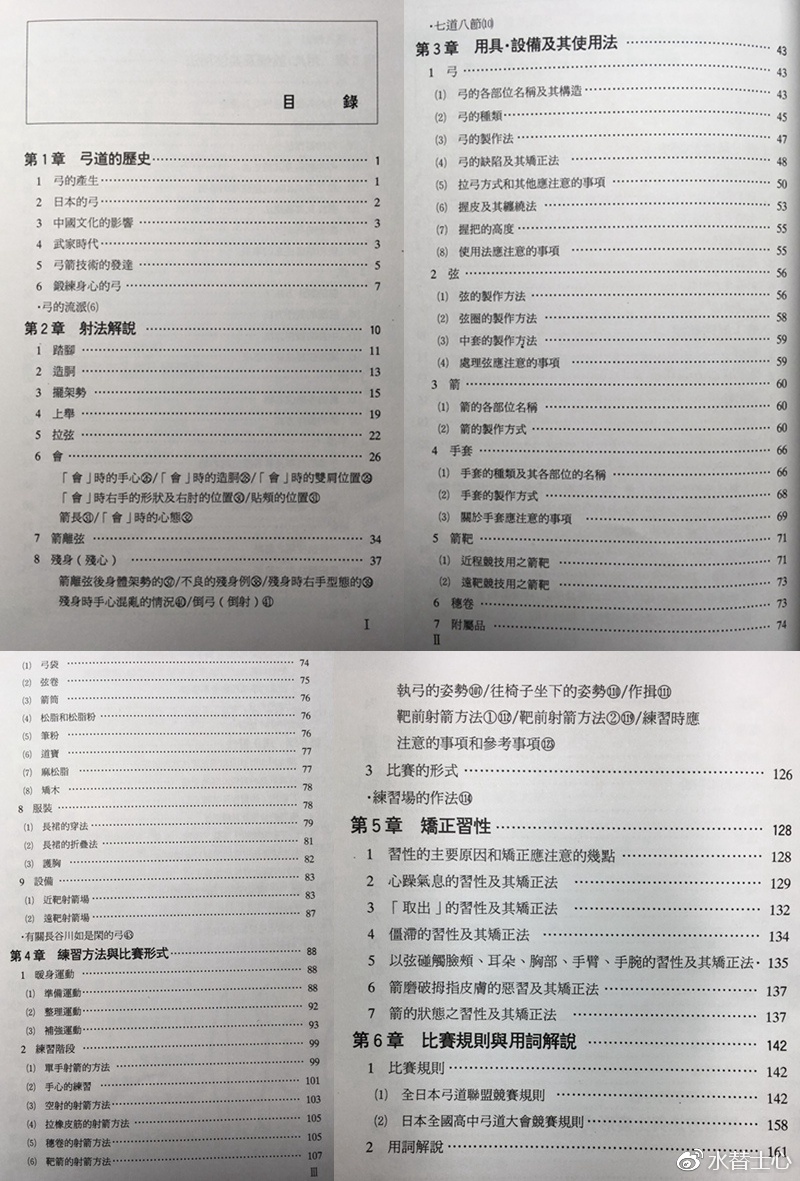 目 錄
第1章 弓道的歷史 1
1 弓的產生 1
2 日本的弓 2
3 中國文化的影響 3
4 武家時代 3
5 弓箭技術的發達 5
6 鍛練身心的弓 7
·弓的流派(6)
第2章 射法解說 10
1 踏腳 11
2 造胴 13
3 擺架勢 15
4 上舉 19
5 拉弦 22
6 會 26
「會」時的手心㉖/「會」時的造胴㉘/「會」時的雙肩位置㉙
「會」時右手的形狀及右肘的位置㉚/貼頰的位置㉛
箭長㉛/「會」時的心態㉜
7 箭離弦 34
8 殘身(殘心) 37
箭離弦後身體架勢的㊲/不良的殘身例㊳/殘身時右手型態的㊴
殘身時手心混亂的情況㊵/倒弓(倒射)㊶
I
·七道八節(10)
第3章 用具·設備及其使用法 43
1 弓 43
(1) 弓的各部位名稱及其構造 43
(2) 弓的種類 45
(3) 弓的製作法 47
(4) 弓的缺陷及其矯正法 48
(5) 拉弓方式和其他應注意的事項 50
(6) 握皮及其纏繞法 53
(7) 握把的高度 55
(8) 使用法應注意的事項 55
2 弦 56
(1) 弦的製作方法 56
(2) 弦圈的製作方法 58
(3) 中套的製作方法 59
(4) 處理弦應注意的事項 59
3 箭 60
(1) 箭的各部位名稱 60
(2) 箭的製作方式 60
4 手套 66
(1) 手套的種類及其各部位的名稱 66
(2) 手套的製作方式 68
(3) 關於手套應注意的事項 69
5 箭靶 71
(1) 近程競技用之箭靶 71
(2) 遠靶競技用之箭靶 73
6 穗卷 73
7 附屬品 74
II
(1) 弓袋 74
(2) 弦卷 75
(3) 箭筒 76
(4) 松脂和松脂粉 76
(5) 筆粉 76
(6) 道寶 77
(7) 麻松脂 77
(8) 矯木 78
8 服裝 78
(1) 長裙的穿法 79
(2) 長裙的折疊法 81
(3) 護胸 82
9 設備 83
(1) 近靶射箭場 83
(2) 遠靶射箭場 87
·有關長谷川如是閑的弓㊸
第4章 練習方法與比賽形式 88
1 暖身運動 88
(1) 準備運動 88
(2) 整理運動 92
(3) 補強運動 93
2 練習階段 99
(1) 單手射箭的方法 99
(2) 手心的練習 101
(3) 空射的射箭方法 103
(4) 拉橡皮筋的射箭方法 105
(5) 穗卷的射箭方法 105
(6) 靶箭的射箭方法 107
III
執弓的姿勢/往椅子坐下的姿勢(110)/作揖(111)
靶前射箭方法①(112)/靶前射箭方法②(119)/練習時應
注意的事項和參考事項
3 比賽的形式 126
·練習場的作法(114)
第5章 矯正習性 128
1 習性的主要原因和矯正應注意的幾點 128
2 心躁氣息的習性及其矯正法 129
3 「取出」的習性及其矯正法 132
4 僵滯的習性及其矯正法 134
5 以弦碰觸臉頰、耳朵、胸部、手臂、手腕的習性及其矯正法 135
6 箭磨破拇指皮膚的惡習及其矯正法 137
7 箭的狀態之習性及其矯正法 137
第6章 比賽規則與用詞解說 142
1 比賽規則 142
(1) 全日本弓道聯盟競賽規則 142
(2) 日本全國高中弓道大會競賽規則 158
2 用詞解說 161
水替士心